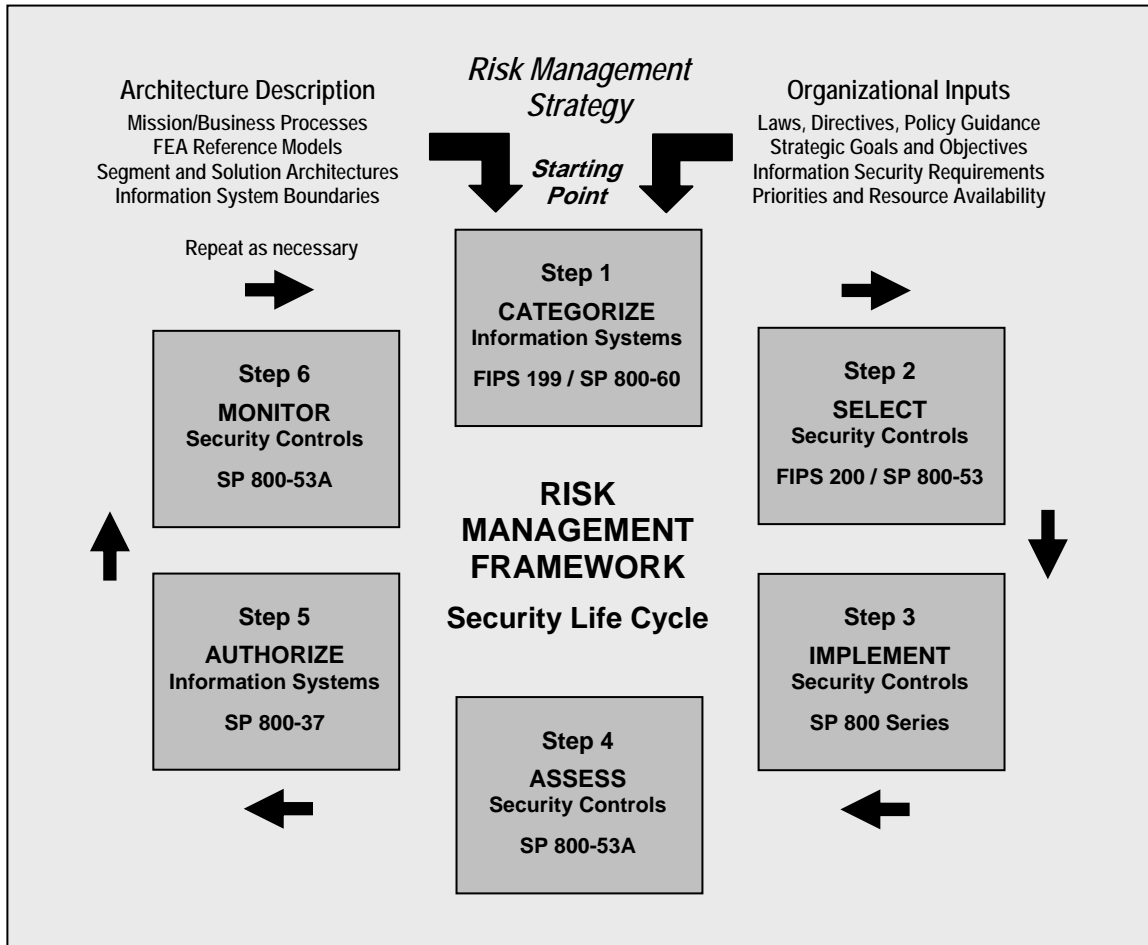 Architecture Description
Mission/Business Processes
FEA Reference Models
Segment and Solution Architectures
Information System Boundaries
Risk Management
Strategy
Starting
Point
Organizational Inputs
Laws, Directives, Policy Guidance
Strategic Goals and Objectives
Information Security Requirements
Priorities and Resource Availability
Repeat as necessary
Step 1
CATEGORIZE
Information Systems
FIPS 199 / SP 800-60
Step 2
SELECT
Security Controls
FIPS 200 / SP 800-53
Step 3
IMPLEMENT
Security Controls
SP 800 Series
Step 4
ASSESS
Security Controls
SP 800-53A
Step 5
AUTHORIZE
Information Systems
SP 800-37
Step 6
MONITOR
Security Controls
SP 800-53A
RISK
MANAGEMENT
FRAMEWORK
Security Life Cycle